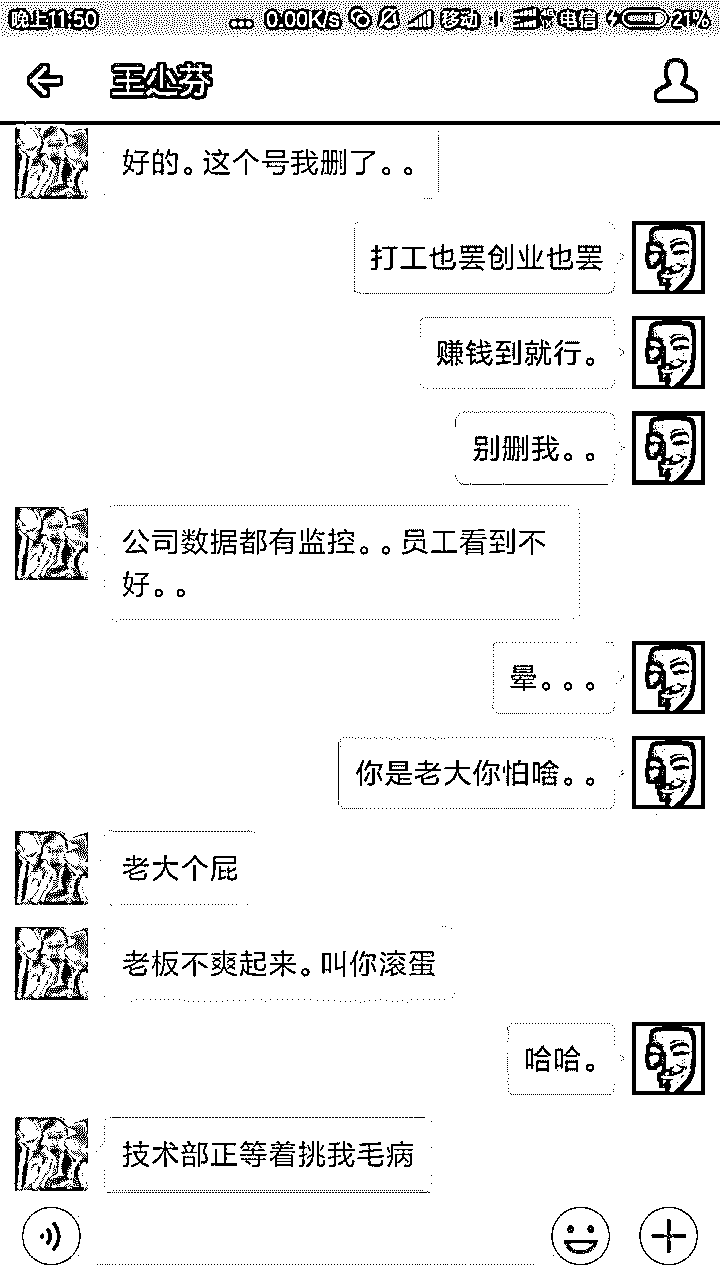 晚上11:50 ... 0.00K/s 移动 电信 21%
王小芬
好的。这个号我删了。。
打工也罢创业也罢
赚钱到就行。
别删我。。
公司数据都有监控。。员工看到不
好。。
晕。。。
你是老大你怕啥。。
老大个屁
老板不爽起来。叫你滚蛋
哈哈。
技术部正等着挑我毛病